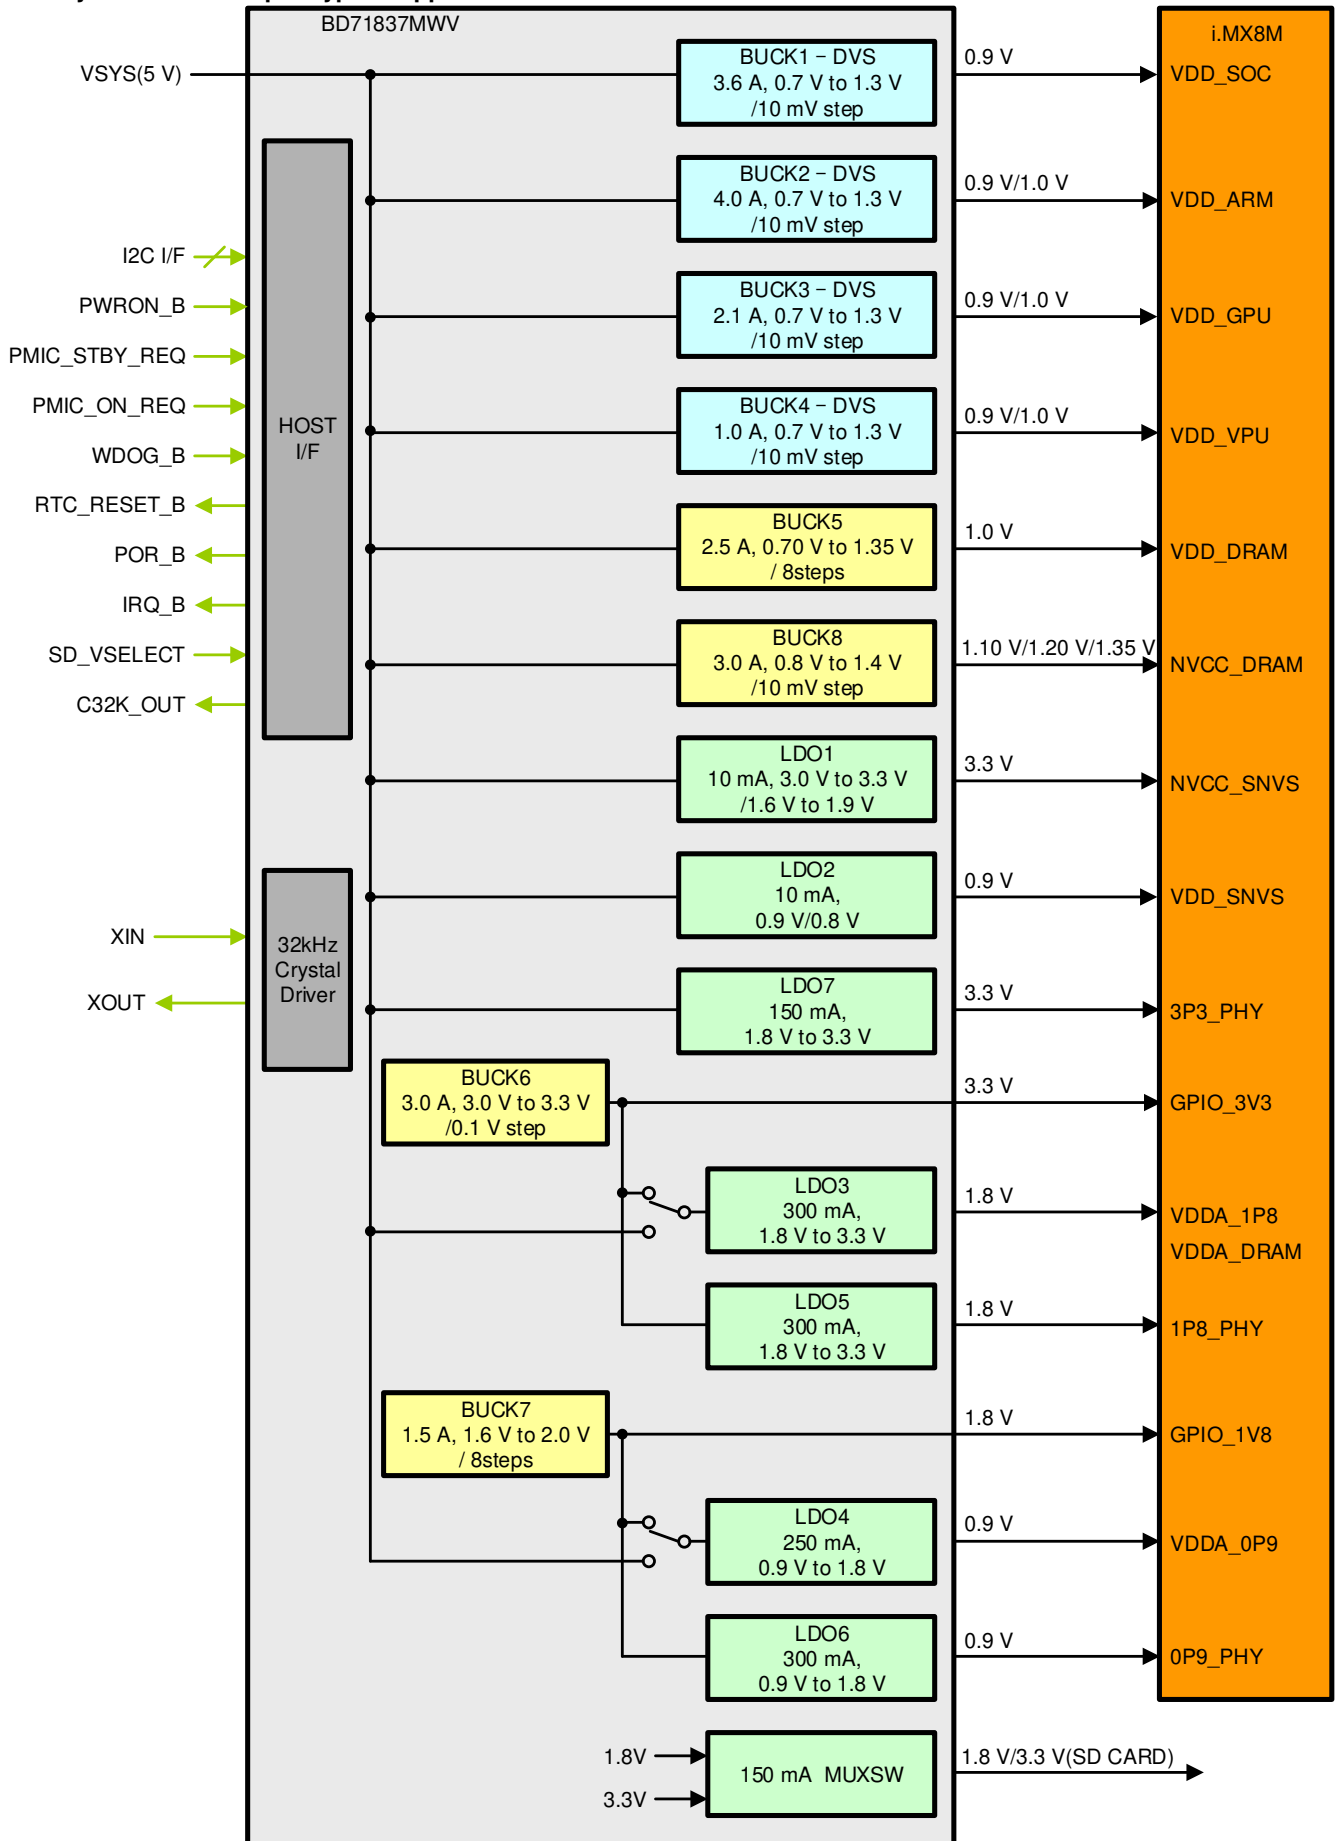 BD71837MWV
i.MX8M
VSYS(5 V)
BUCK1 − DVS
3.6 A, 0.7 V to 1.3 V
/10 mV step
0.9 V
VDD_SOC
BUCK2 − DVS
4.0 A, 0.7 V to 1.3 V
/10 mV step
0.9 V/1.0 V
VDD_ARM
I2C I/F
PWRON_B
PMIC_STBY_REQ
PMIC_ON_REQ
WDOG_B
RTC_RESET_B
POR_B
IRQ_B
SD_VSELECT
C32K_OUT
HOST
I/F
BUCK3 − DVS
2.1 A, 0.7 V to 1.3 V
/10 mV step
0.9 V/1.0 V
VDD_GPU
BUCK4 − DVS
1.0 A, 0.7 V to 1.3 V
/10 mV step
0.9 V/1.0 V
VDD_VPU
BUCK5
2.5 A, 0.70 V to 1.35 V
/ 8steps
1.0 V
VDD_DRAM
BUCK8
3.0 A, 0.8 V to 1.4 V
/10 mV step
1.10 V/1.20 V/1.35 V
NVCC_DRAM
LDO1
10 mA, 3.0 V to 3.3 V
/1.6 V to 1.9 V
3.3 V
NVCC_SNVS
LDO2
10 mA,
0.9 V/0.8 V
0.9 V
VDD_SNVS
XIN
XOUT
32kHz
Crystal
Driver
LDO7
150 mA,
1.8 V to 3.3 V
3.3 V
3P3_PHY
BUCK6
3.0 A, 3.0 V to 3.3 V
/0.1 V step
3.3 V
GPIO_3V3
LDO3
300 mA,
1.8 V to 3.3 V
1.8 V
VDDA_1P8
VDDA_DRAM
LDO5
300 mA,
1.8 V to 3.3 V
1.8 V
1P8_PHY
BUCK7
1.5 A, 1.6 V to 2.0 V
/ 8steps
1.8 V
GPIO_1V8
LDO4
250 mA,
0.9 V to 1.8 V
0.9 V
VDDA_0P9
LDO6
300 mA,
0.9 V to 1.8 V
0.9 V
0P9_PHY
1.8V
3.3V
150 mA MUXSW
1.8 V/3.3 V(SD CARD)